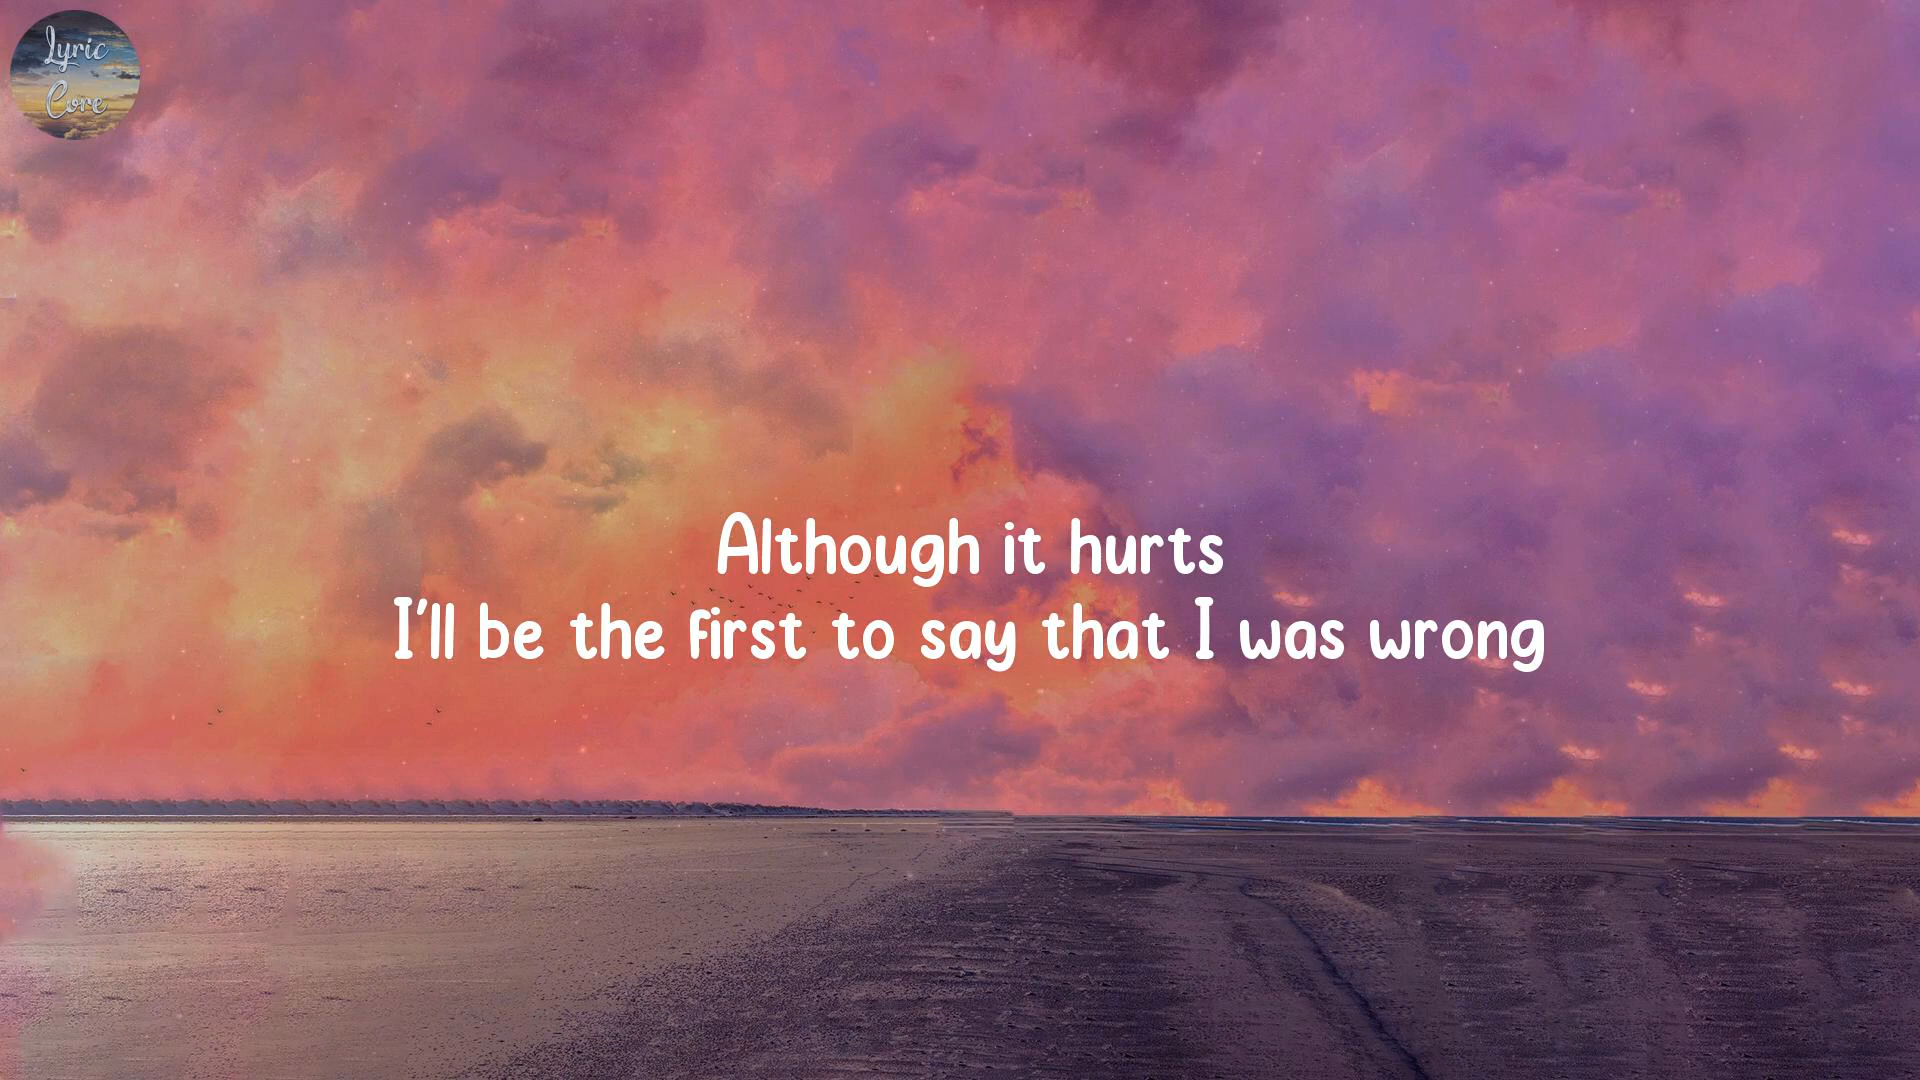 Lyric
Core
Although it hurts
I'll be the first to say that I was wrong